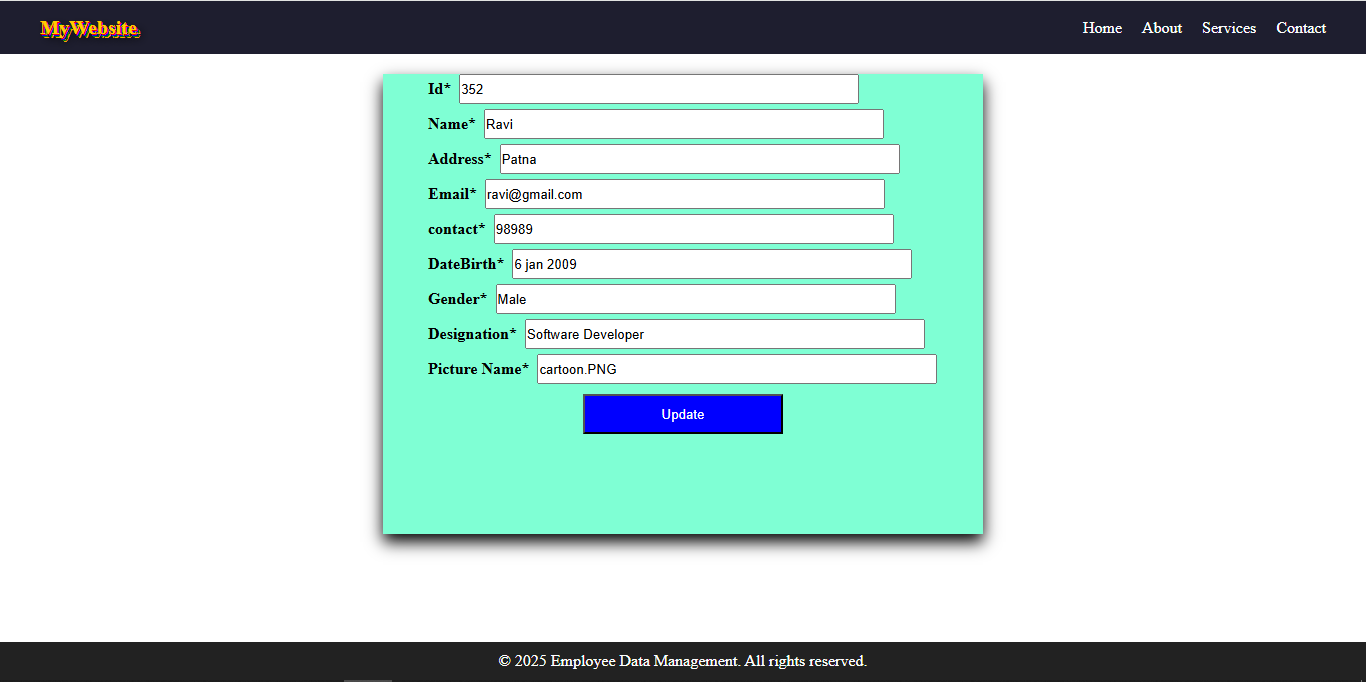 MyWebsite Home About Services Contact
Id* 352
Name* Ravi
Address* Patna
Email* ravi@gmail.com
contact* 98989
DateBirth* 6 jan 2009
Gender* Male
Designation* Software Developer
Picture Name* cartoon.PNG
Update
© 2025 Employee Data Management. All rights reserved.